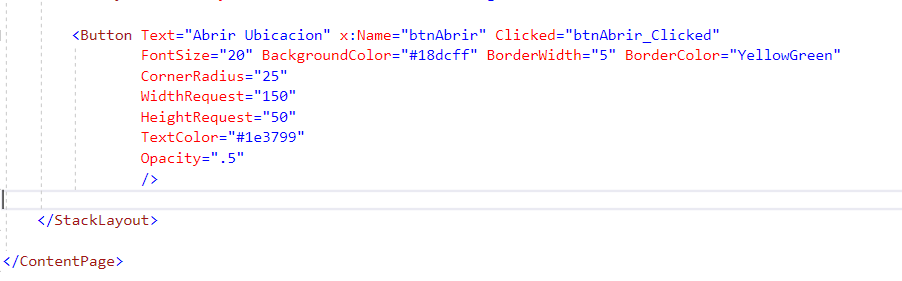 <Button Text="Abrir Ubicacion" x:Name="btnAbrir" Clicked="btnAbrir_Clicked"
FontSize="20" BackgroundColor="#18dcff" BorderWidth="5" BorderColor="YellowGreen"
CornerRadius="25"
WidthRequest="150"
HeightRequest="50"
TextColor="#1e3799"
Opacity=".5"
/>
</StackLayout>
</ContentPage>